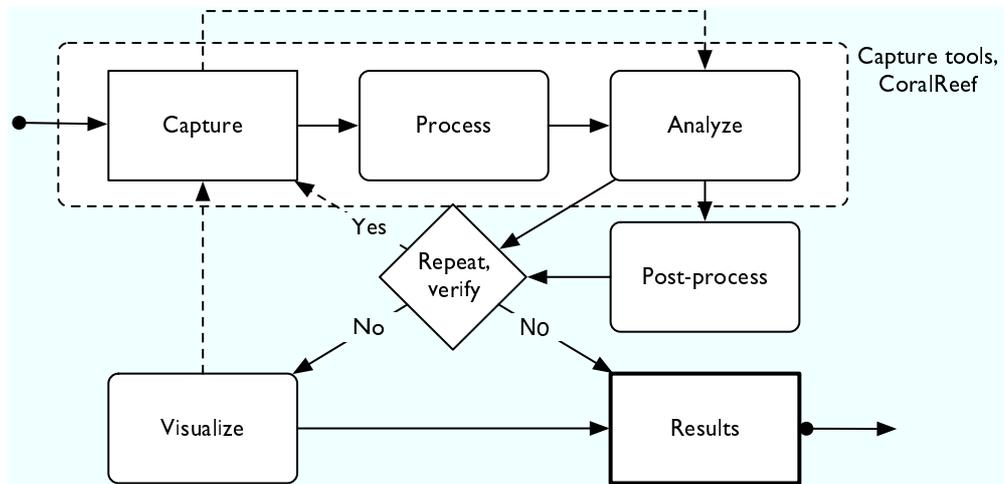 Capture tools,
CoralReef
Capture
Process
Analyze
Yes
Repeat,
verify
Post-process
No
No
Visualize
Results